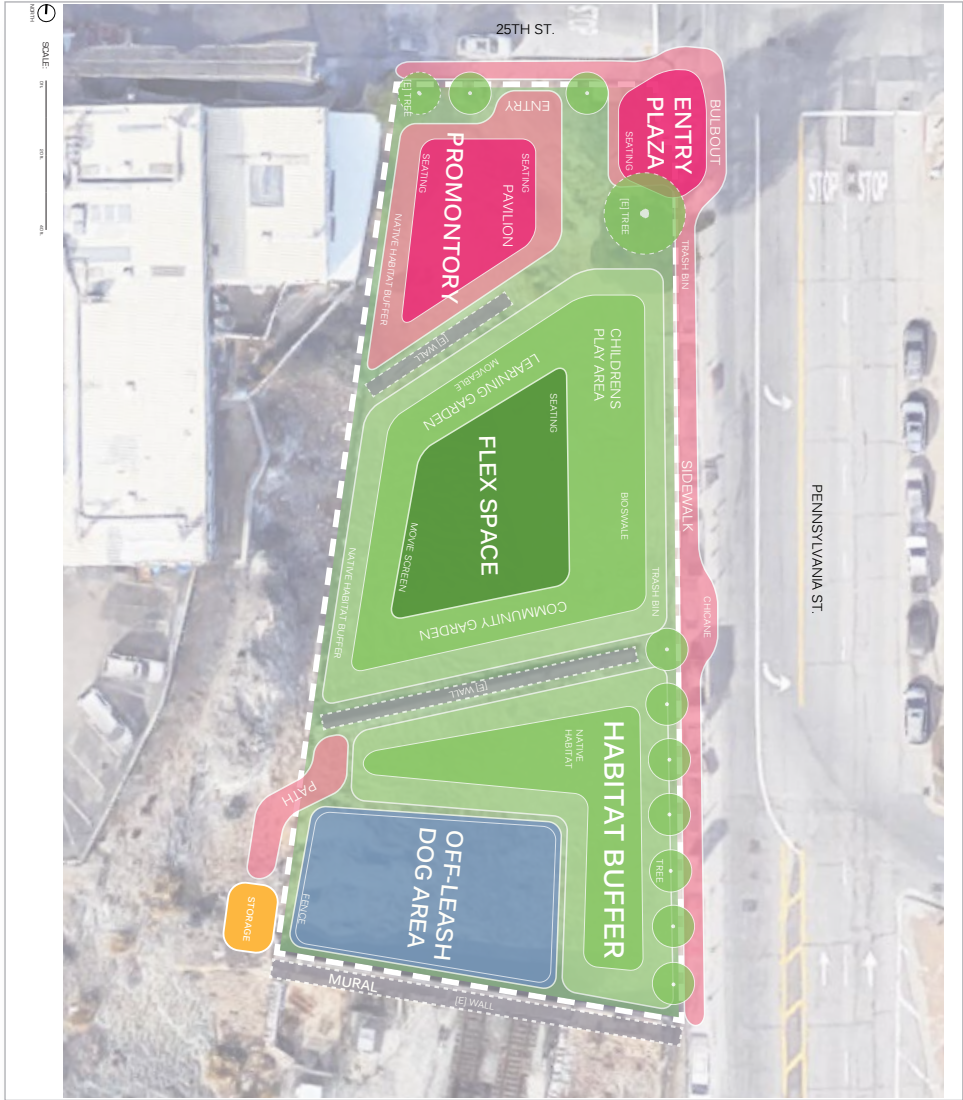 NORTH
SCALE:
25TH ST.
STOP
[E] TREE
ENTRY
ENTRY
PLAZA
SEATING
BULBOUT
STOP STOP
PROMONTORY
SEATING
SEATING
PAVILION
NATIVE HABITAT BUFFER
[E] TREE
TRASH BIN
[E] WALL
CHILDRENS
PLAY AREA
LEARNING GARDEN
MOVEABLE
SEATING
FLEX SPACE
MOVIE SCREEN
BIOSWALE
SIDEWALK
PENNSYLVANIA ST.
NATIVE HABITAT BUFFER
COMMUNITY GARDEN
TRASH BIN
CHICANE
[E] WALL
NATIVE
HABITAT
HABITAT BUFFER
PATH
OFF-LEASH
DOG AREA
TREE
FENCE
STORAGE
MURAL
[E] WALL